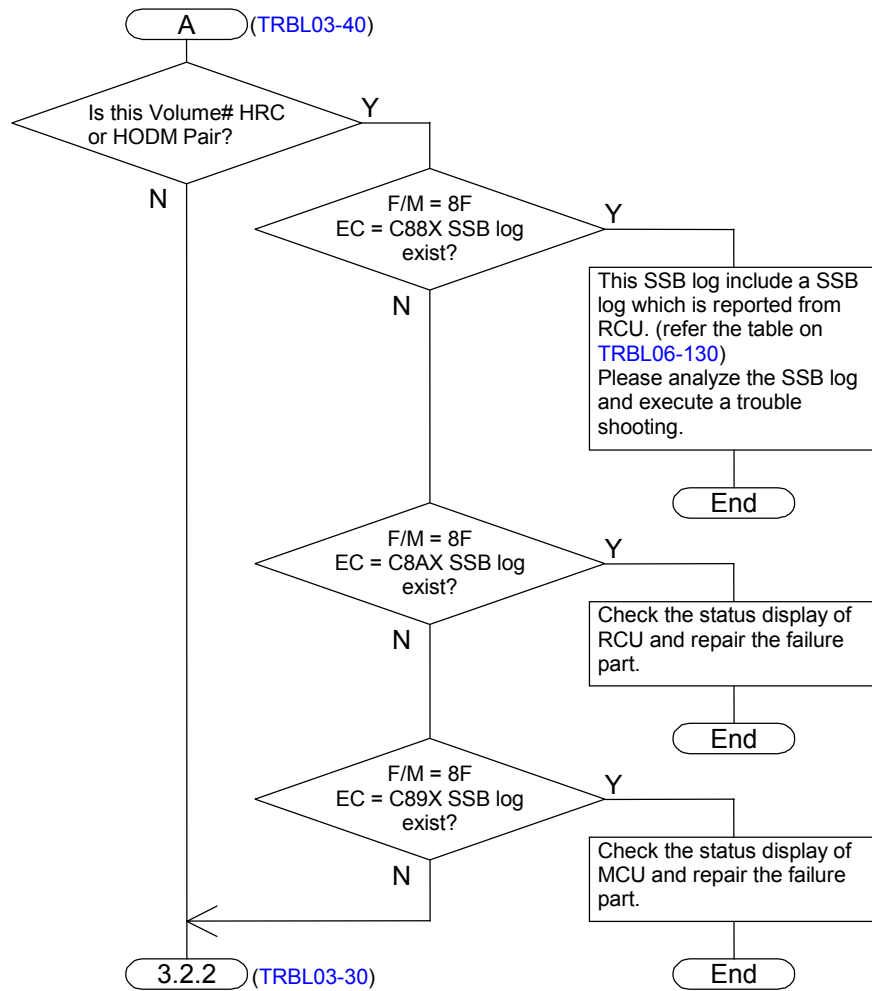 A (TRBL03-40)
Is this Volume# HRC
or HODM Pair?
Y
N
F/M = 8F
EC = C88X SSB log
exist?
Y
N
This SSB log include a SSB
log which is reported from
RCU. (refer the table on
TRBL06-130)
Please analyze the SSB log
and execute a trouble
shooting.
End
F/M = 8F
EC = C8AX SSB log
exist?
Y
N
Check the status display of
RCU and repair the failure
part.
End
F/M = 8F
EC = C89X SSB log
exist?
Y
N
Check the status display of
MCU and repair the failure
part.
End
3.2.2 (TRBL03-30)